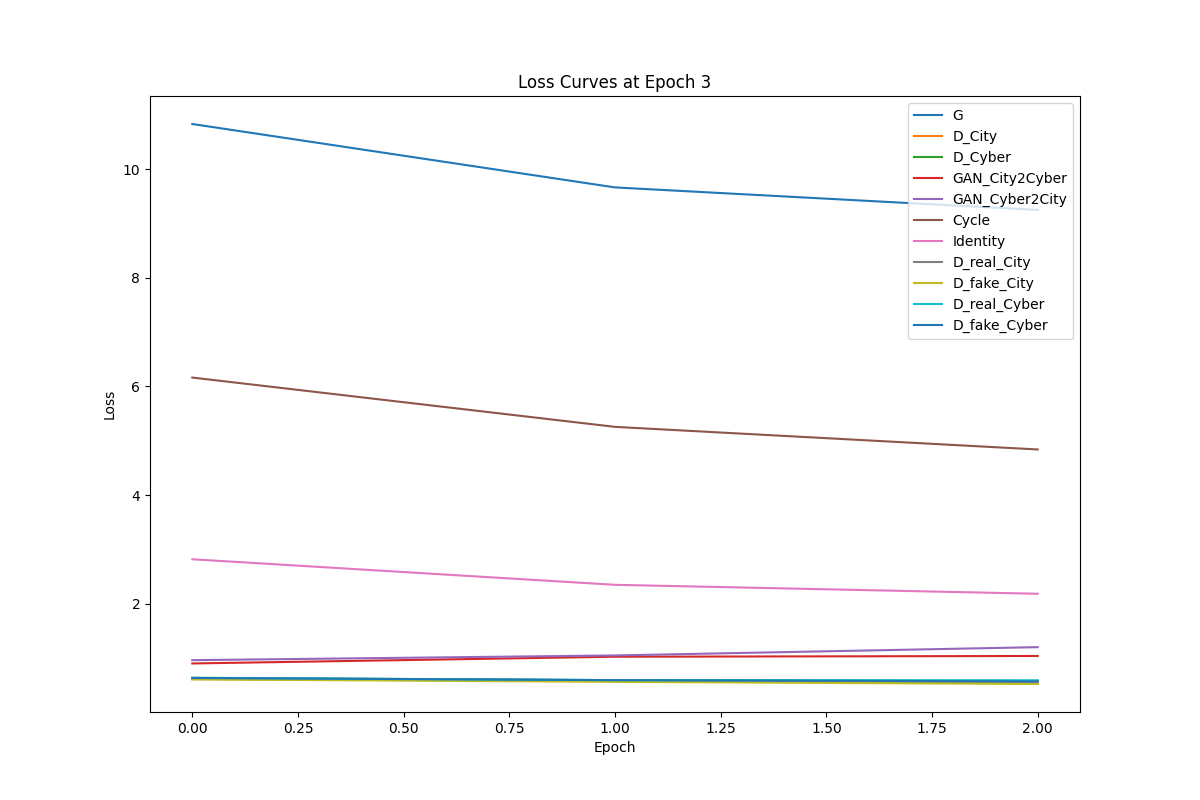 Loss Curves at Epoch 3
G
D_City
D_Cyber
GAN_City2Cyber
GAN_Cyber2City
Cycle
Identity
D_real_City
D_fake_City
D_real_Cyber
D_fake_Cyber
10
8
6
4
2
Loss
0.00 0.25 0.50 0.75 1.00 1.25 1.50 1.75 2.00
Epoch